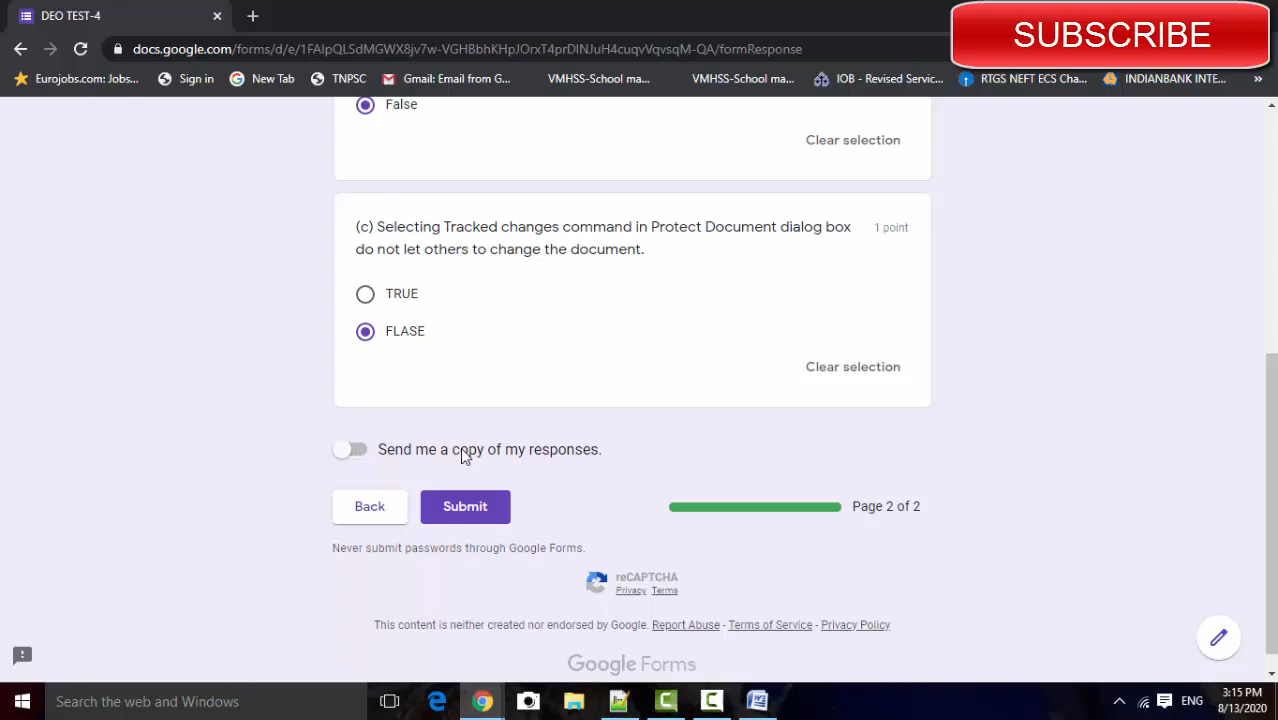 DEO TEST-4
SUBSCRIBE
docs.google.com/forms/d/e/1FAIpQLSdMGWX8jv7w-VGHBbhKHpJOrxT4prDINJuH4cuqvVqvsqM-QA/formResponse
Eurojobs.com: Jobs... Sign in New Tab TNPSC Gmail: Email from G... VMHSS-School ma... VMHSS-School ma... IOB - Revised Servic... RTGS NEFT ECS Cha... INDIANBANK INTE... »
False
Clear selection
(c) Selecting Tracked changes command in Protect Document dialog box 1 point
do not let others to change the document.
TRUE
FLASE
Clear selection
Send me a copy of my responses.
Back Submit Page 2 of 2
Never submit passwords through Google Forms.
reCAPTCHA
Privacy Terms
This content is neither created nor endorsed by Google. Report Abuse - Terms of Service - Privacy Policy
Google Forms
Search the web and Windows
ENG
3:15 PM
8/13/2020